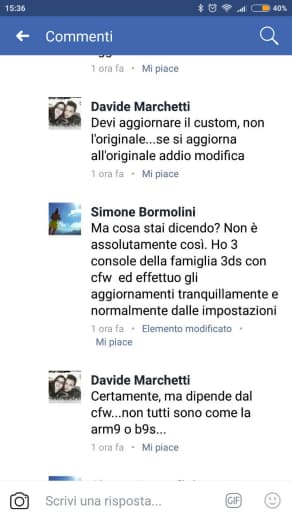 15:36
40%
Commenti
1 ora fa • Mi piace
Davide Marchetti
Devi aggiornare il custom, non
l'originale...se si aggiorna
all'originale addio modifica
1 ora fa • Mi piace
Simone Bormolini
Ma cosa stai dicendo? Non è
assolutamente così. Ho 3
console della famiglia 3ds con
cfw ed effettuo gli
aggiornamenti tranquillamente e
normalmente dalle impostazioni
1 ora fa • Elemento modificato •
Mi piace
Davide Marchetti
Certamente, ma dipende dal
cfw...non tutti sono come la
arm9 o b9s...
1 ora fa • Mi piace
Scrivi una risposta...
GIF